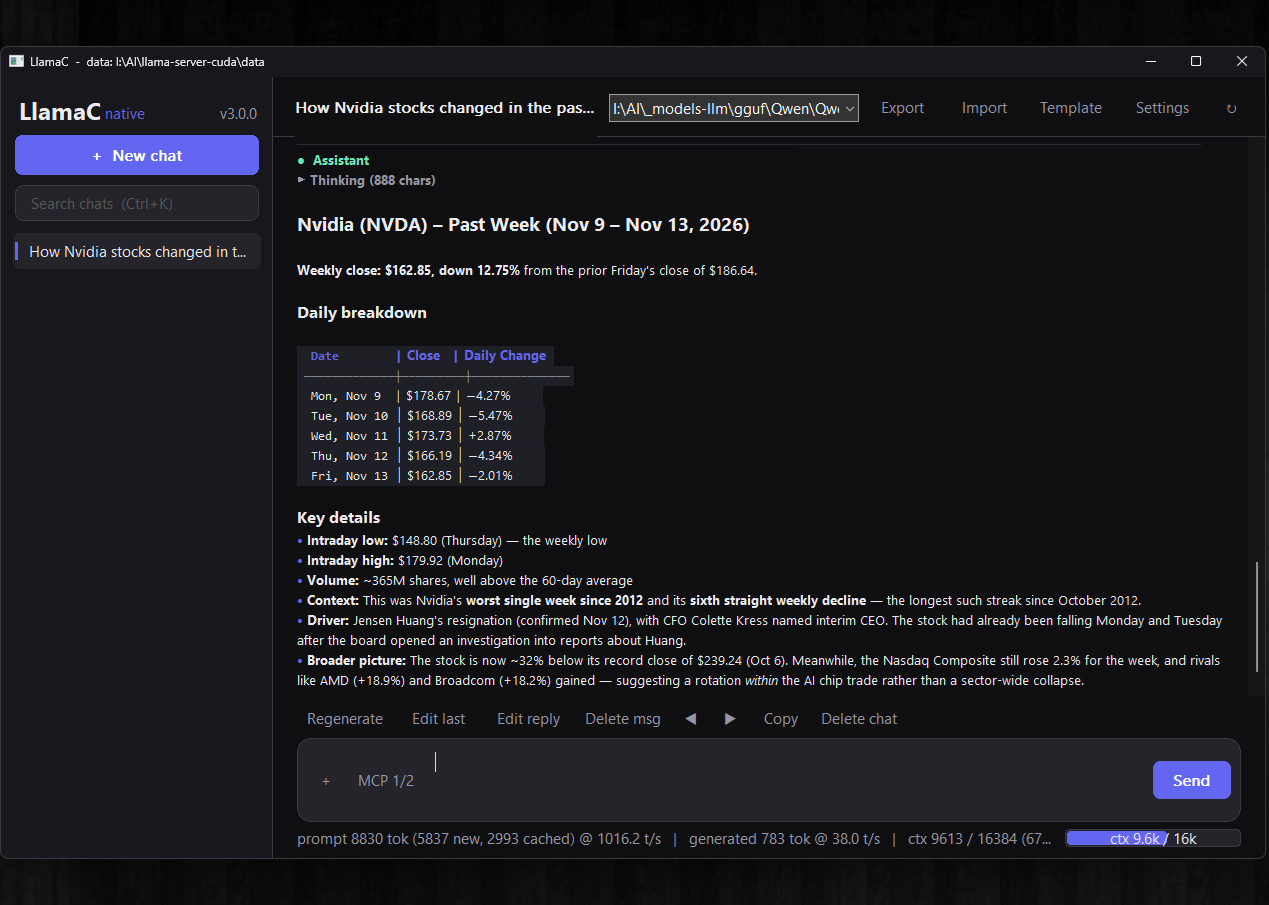 LlamaC - data: I:\AI\llama-server-cuda\data
LlamaC native v3.0.0
+ New chat
Search chats (Ctrl+K)
How Nvidia stocks changed in t...
How Nvidia stocks changed in the pas... I:\AI\_models-llm\gguf\Qwen\Qw Export Import Template Settings ↻
● Assistant
► Thinking (888 chars)
Nvidia (NVDA) – Past Week (Nov 9 – Nov 13, 2026)
Weekly close: $162.85, down 12.75% from the prior Friday's close of $186.64.
Daily breakdown
Date | Close | Daily Change
Mon, Nov 9 | $178.67 | −4.27%
Tue, Nov 10 | $168.89 | −5.47%
Wed, Nov 11 | $173.73 | +2.87%
Thu, Nov 12 | $166.19 | −4.34%
Fri, Nov 13 | $162.85 | −2.01%
Key details
• Intraday low: $148.80 (Thursday) — the weekly low
• Intraday high: $179.92 (Monday)
• Volume: ~365M shares, well above the 60-day average
• Context: This was Nvidia's worst single week since 2012 and its sixth straight weekly decline — the longest such streak since October 2012.
• Driver: Jensen Huang's resignation (confirmed Nov 12), with CFO Colette Kress named interim CEO. The stock had already been falling Monday and Tuesday
after the board opened an investigation into reports about Huang.
• Broader picture: The stock is now ~32% below its record close of $239.24 (Oct 6). Meanwhile, the Nasdaq Composite still rose 2.3% for the week, and rivals
like AMD (+18.9%) and Broadcom (+18.2%) gained — suggesting a rotation within the AI chip trade rather than a sector-wide collapse.
Regenerate Edit last Edit reply Delete msg ◀ ▶ Copy Delete chat
+ MCP 1/2 Send
prompt 8830 tok (5837 new, 2993 cached) @ 1016.2 t/s | generated 783 tok @ 38.0 t/s | ctx 9613 / 16384 (67... ctx 9.6k / 16k